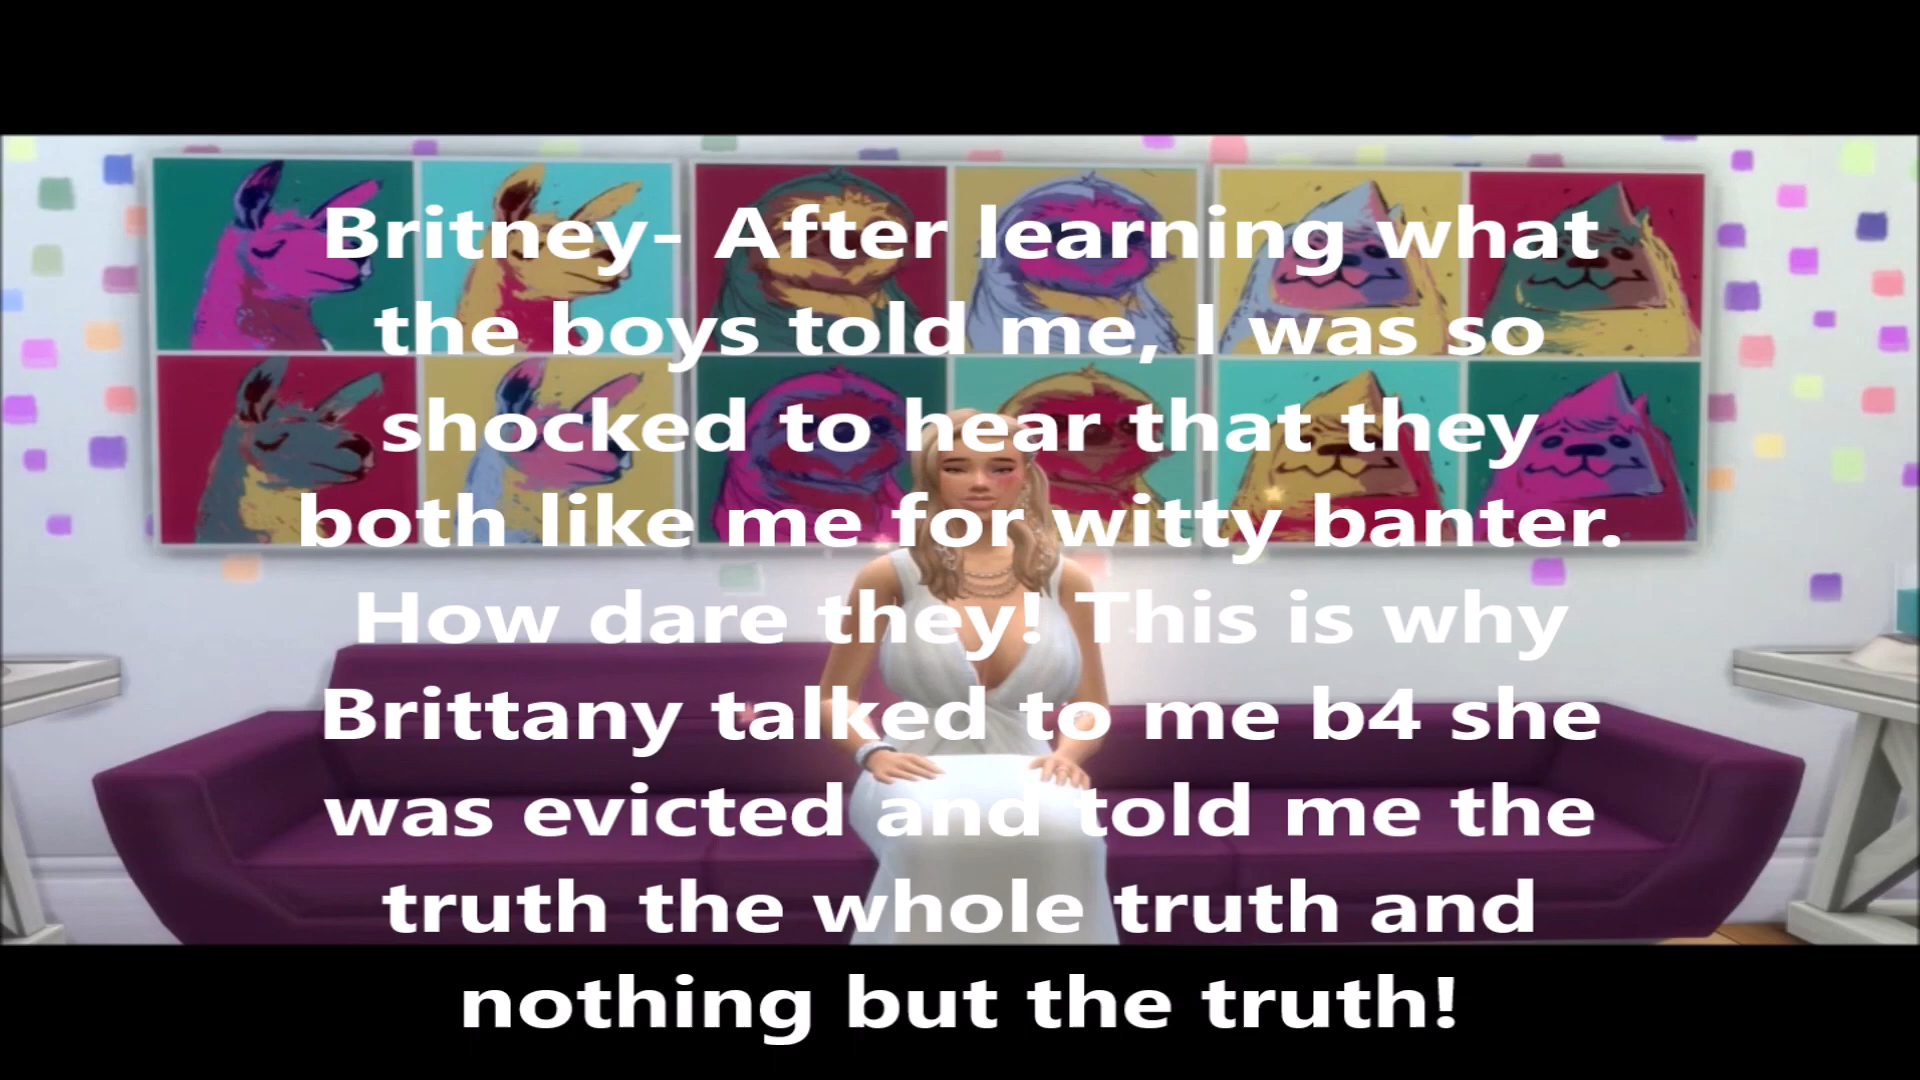 Britney- After learning what
the boys told me, I was so
shocked to hear that they
both like me for witty banter.
How dare they! This is why
Brittany talked to me b4 she
was evicted and told me the
truth the whole truth and
nothing but the truth!